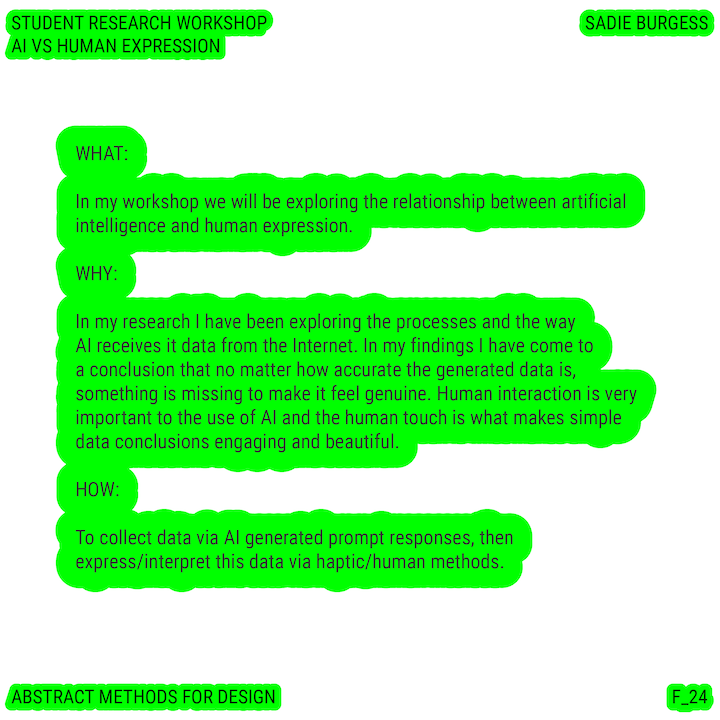 STUDENT RESEARCH WORKSHOP
AI VS HUMAN EXPRESSION
SADIE BURGESS
WHAT:
In my workshop we will be exploring the relationship between artificial
intelligence and human expression.
WHY:
In my research I have been exploring the processes and the way
AI receives it data from the Internet. In my findings I have come to
a conclusion that no matter how accurate the generated data is,
something is missing to make it feel genuine. Human interaction is very
important to the use of AI and the human touch is what makes simple
data conclusions engaging and beautiful.
HOW:
To collect data via AI generated prompt responses, then
express/interpret this data via haptic/human methods.
ABSTRACT METHODS FOR DESIGN
F_24